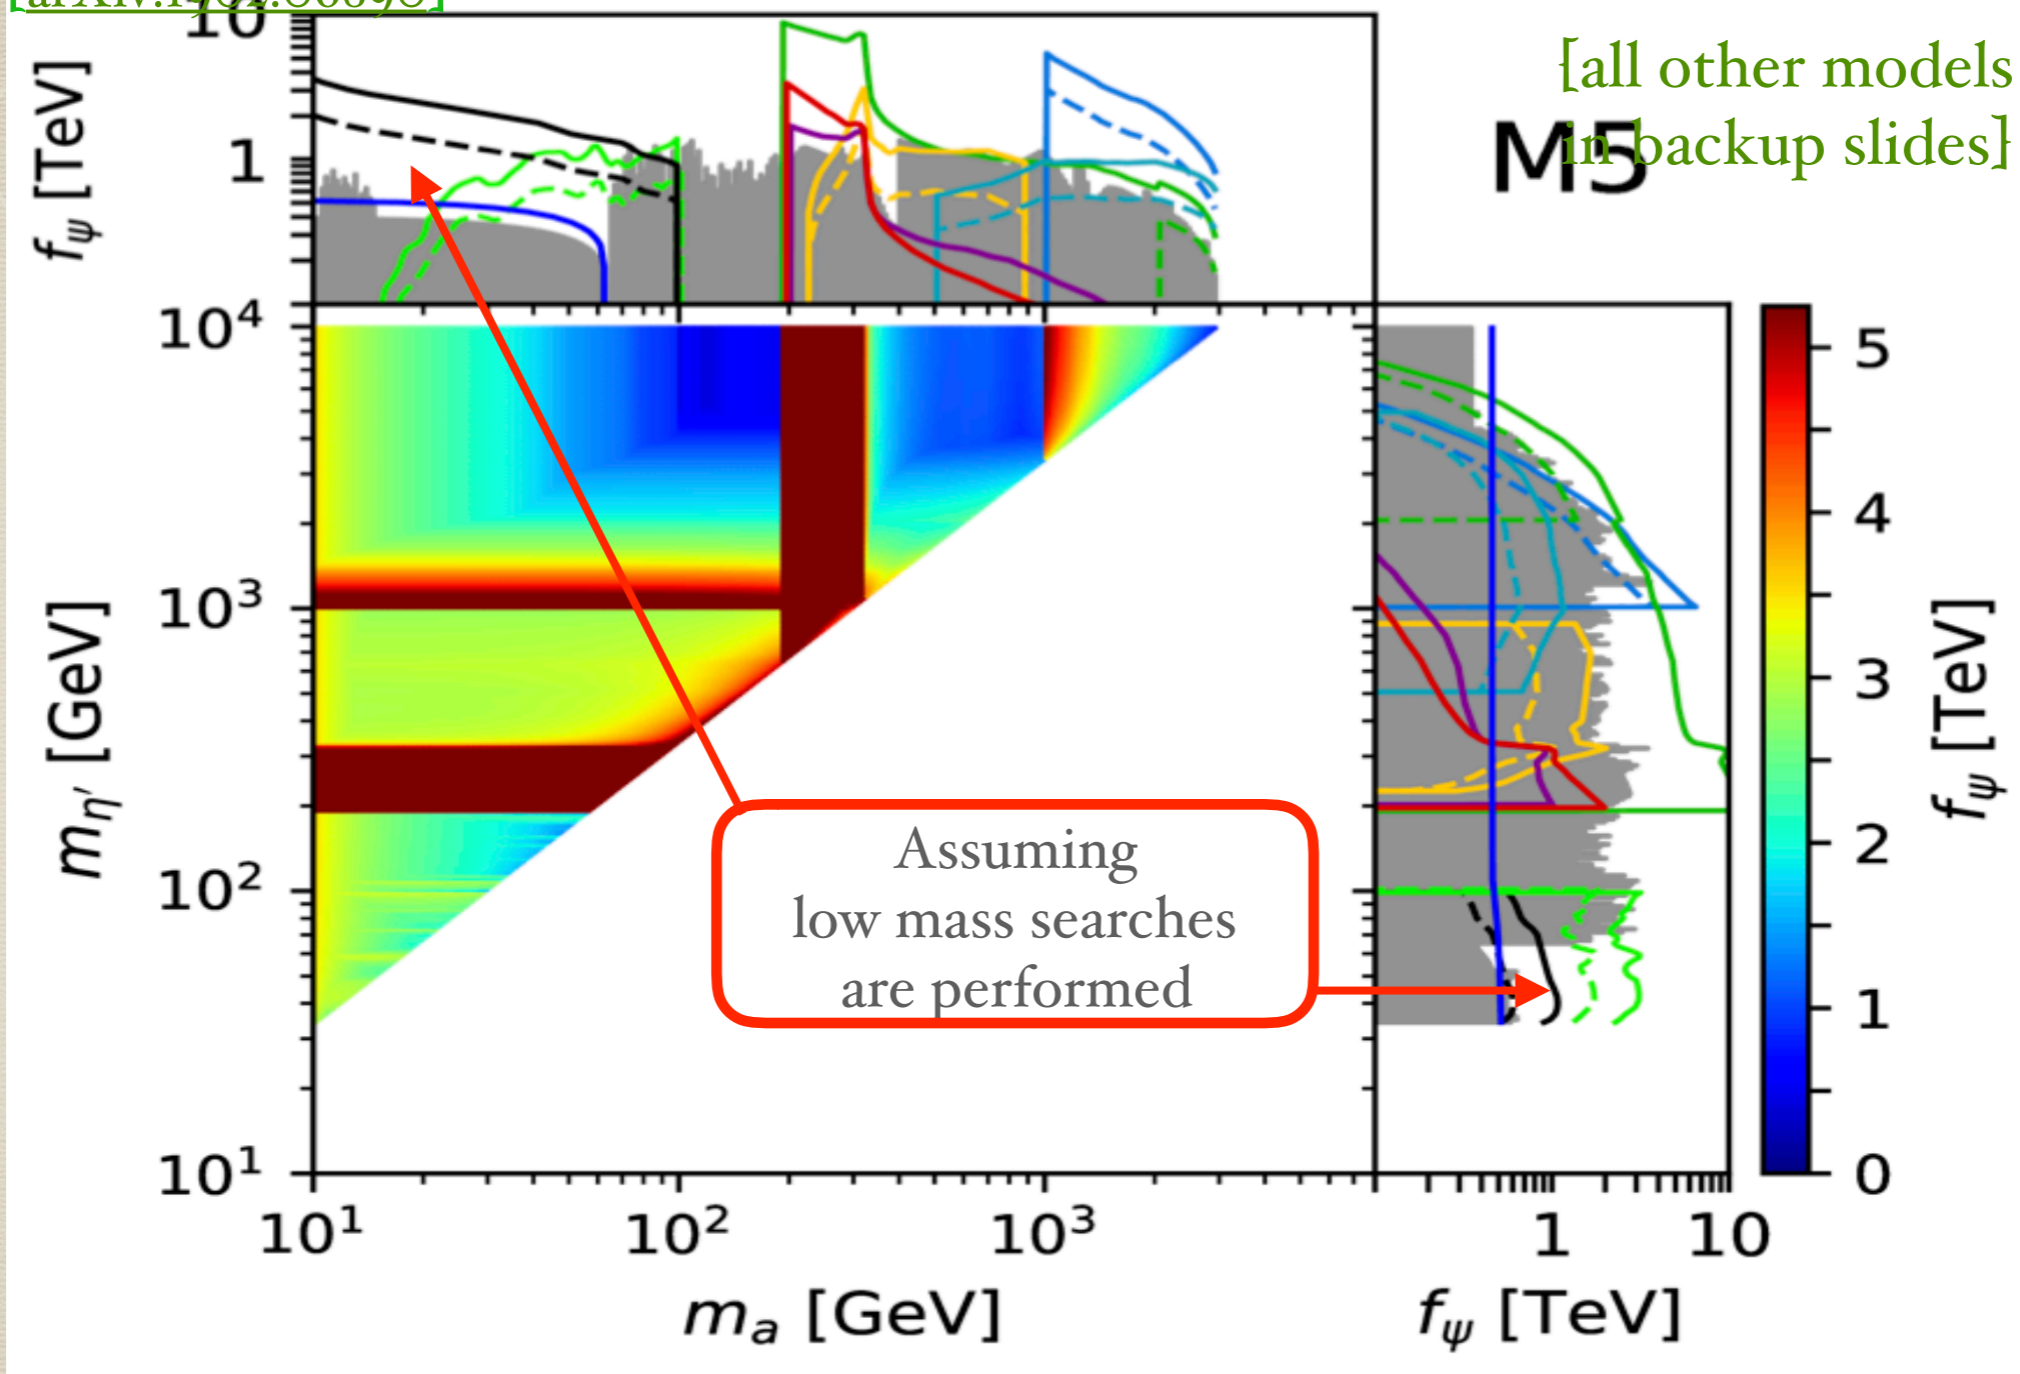 10
[all other models
in backup slides]
M5
f_ψ [TeV]
1
10⁴
10³
10²
10¹
m_η′ [GeV]
Assuming
low mass searches
are performed
5
4
3
2
1
0
f_ψ [TeV]
10¹
10²
10³
1
10
m_a [GeV]
f_ψ [TeV]